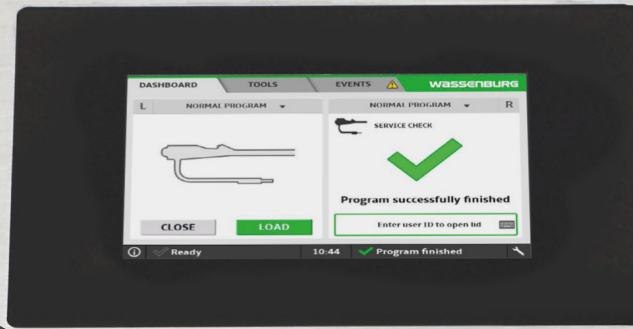 DASHBOARD TOOLS EVENTS WASSENBURG
L NORMAL PROGRAM NORMAL PROGRAM R
SERVICE CHECK
Program successfully finished
CLOSE LOAD Enter user ID to open lid
Ready 10:44 Program finished